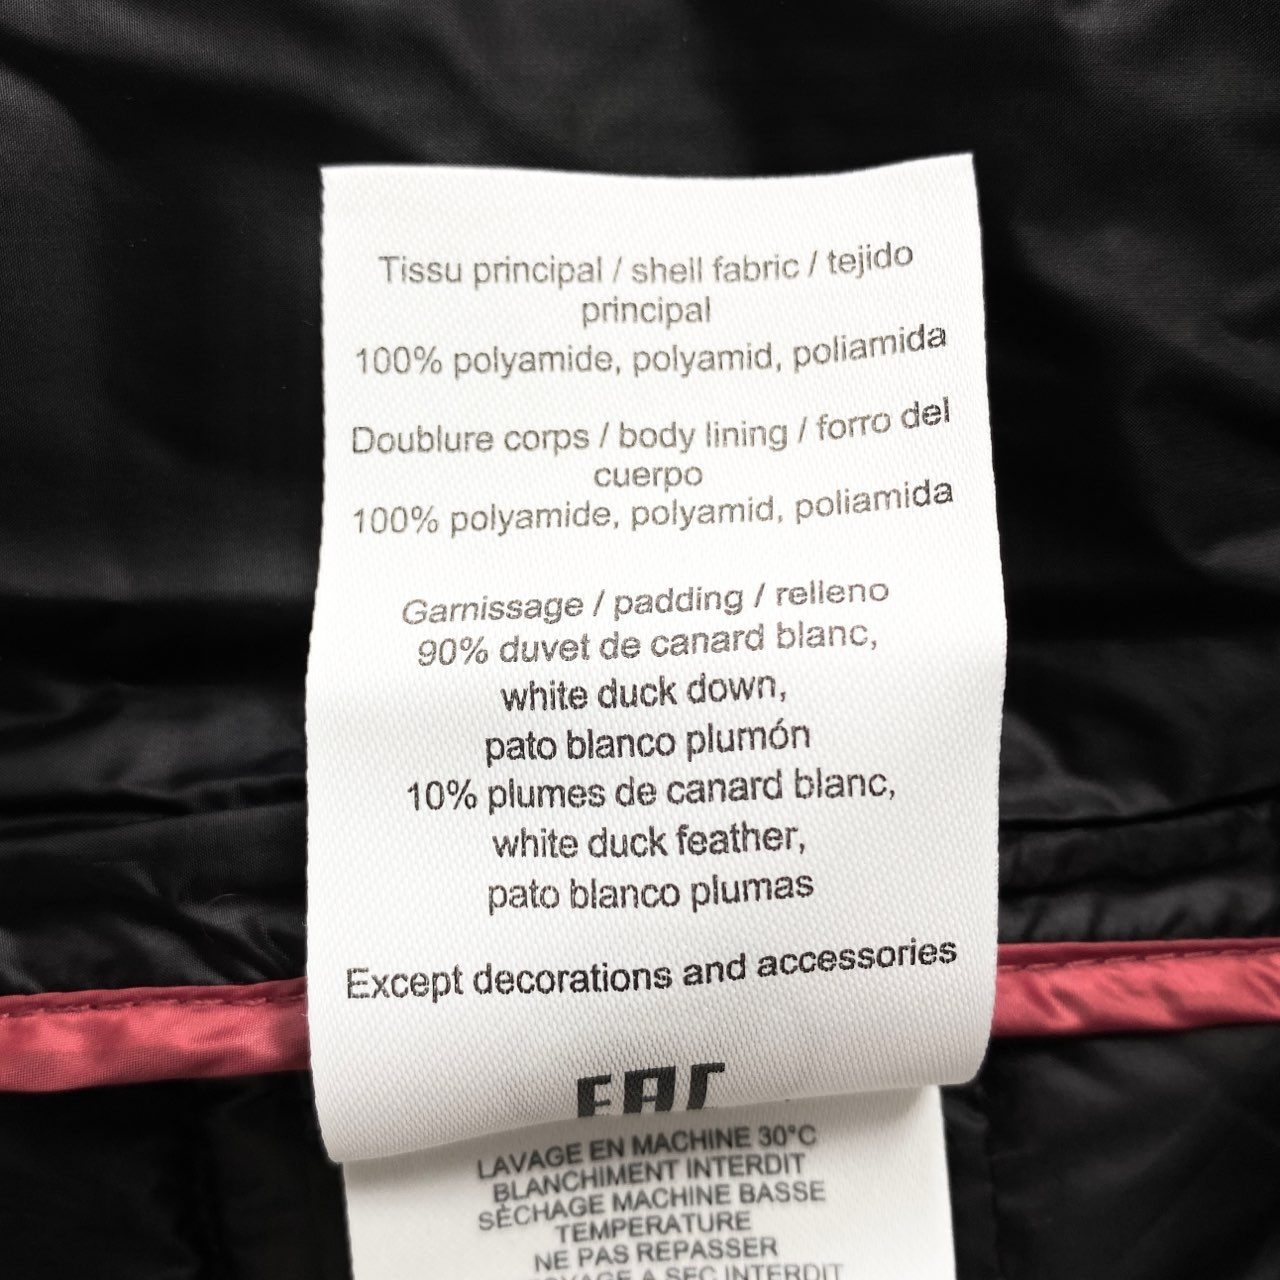 Tissu principal / shell fabric / tejido
principal
100% polyamide, polyamid, poliamida
Doublure corps / body lining / forro del
cuerpo
100% polyamide, polyamid, poliamida
Garnissage / padding / relleno
90% duvet de canard blanc,
white duck down,
pato blanco plumón
10% plumes de canard blanc,
white duck feather,
pato blanco plumas
Except decorations and accessories
EAC
LAVAGE EN MACHINE 30°C
BLANCHIMENT INTERDIT
SÈCHAGE MACHINE BASSE
TEMPERATURE
NE PAS REPASSER
A SEC INTERDIT